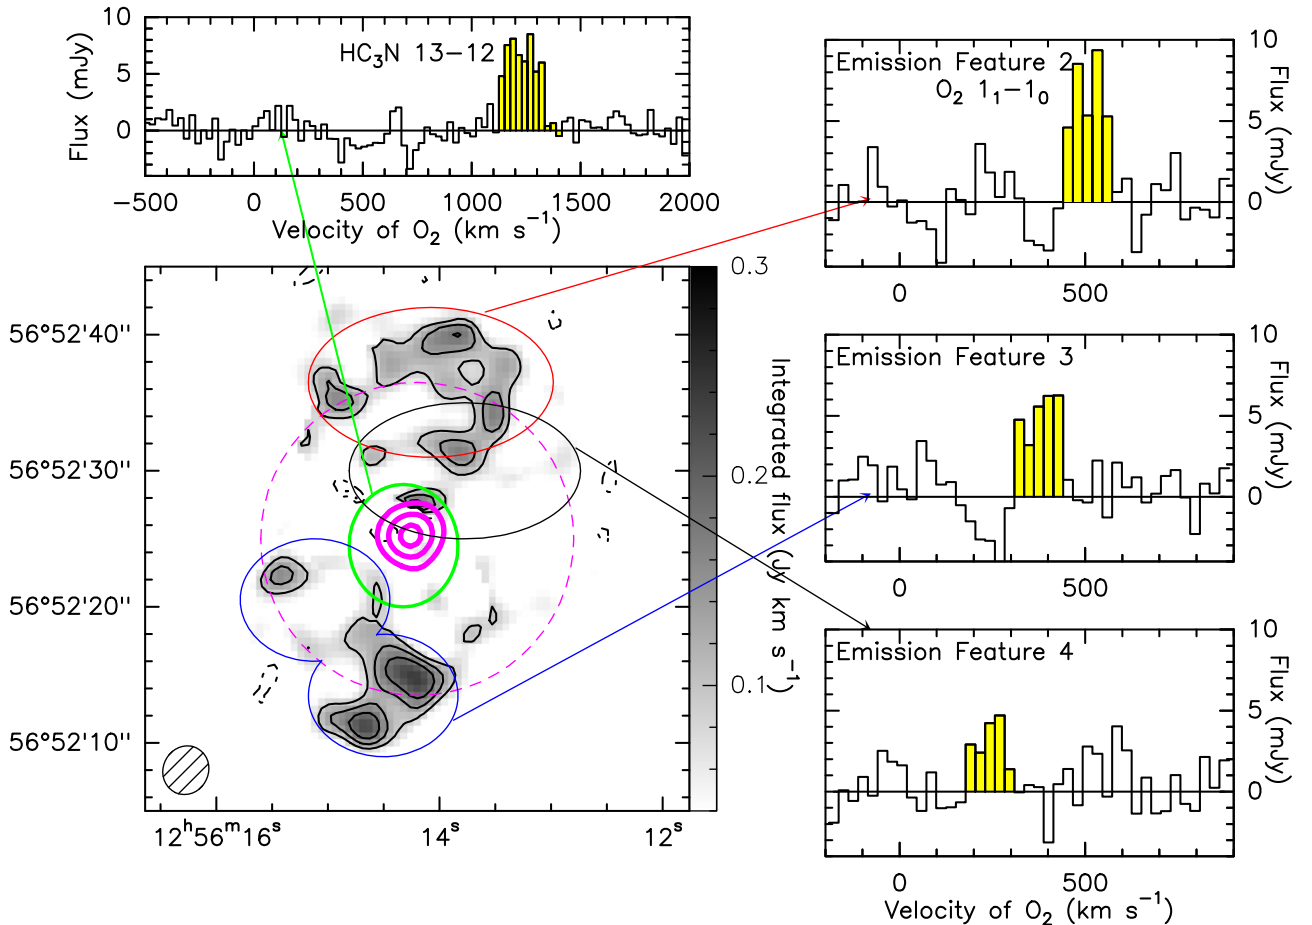 10
5
0
Flux (mJy)
HC₃N 13−12
−500 0 500 1000 1500 2000
Velocity of O₂ (km s⁻¹)
Emission Feature 2
O₂ 1₁−1₀
10
5
0
Flux (mJy)
0 500
56°52'40''
56°52'30''
56°52'20''
56°52'10''
12ʰ56ᵐ16ˢ 14ˢ 12ˢ
0.3
0.2
0.1
Integrated flux (Jy km s⁻¹)
Emission Feature 3
10
5
0
Flux (mJy)
0 500
Emission Feature 4
10
5
0
Flux (mJy)
0 500
Velocity of O₂ (km s⁻¹)